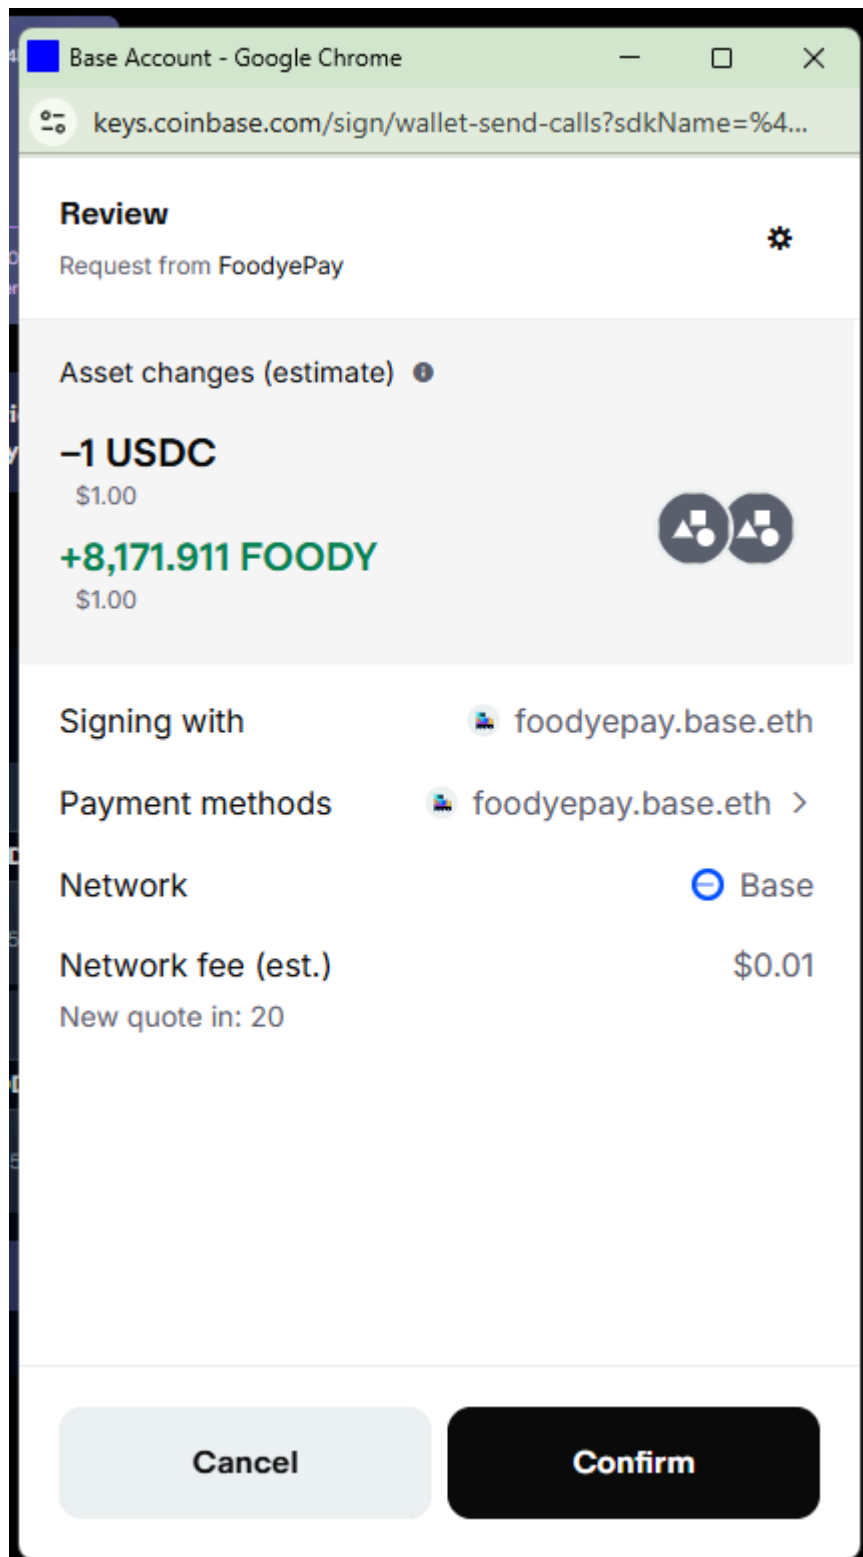 Base Account - Google Chrome
keys.coinbase.com/sign/wallet-send-calls?sdkName=%4...
Review
Request from FoodyePay
Asset changes (estimate)
–1 USDC
$1.00
+8,171.911 FOODY
$1.00
Signing with foodyepay.base.eth
Payment methods foodyepay.base.eth
Network Base
Network fee (est.) $0.01
New quote in: 20
Cancel Confirm